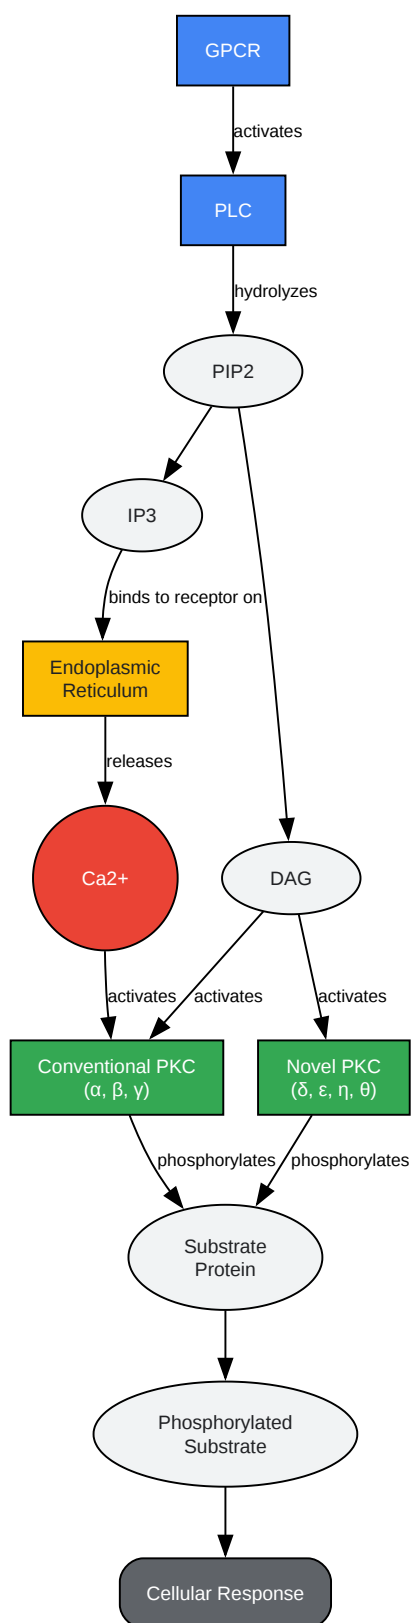 GPCR
activates
PLC
hydrolyzes
PIP2
IP3
binds to receptor on
Endoplasmic
Reticulum
releases
Ca2+
DAG
activates
activates
activates
Conventional PKC
(α, β, γ)
Novel PKC
(δ, ε, η, θ)
phosphorylates
phosphorylates
Substrate
Protein
Phosphorylated
Substrate
Cellular Response